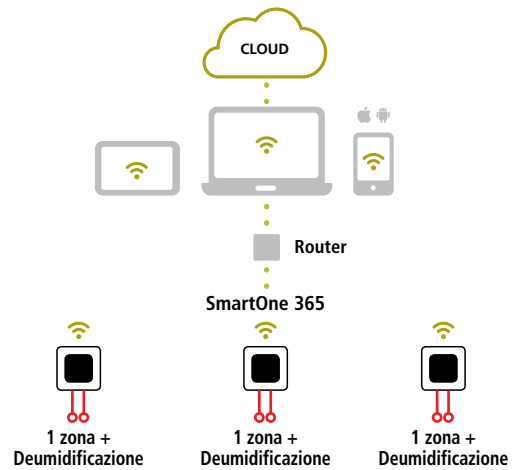 CLOUD
Router
SmartOne 365
1 zona +
Deumidificazione
1 zona +
Deumidificazione
1 zona +
Deumidificazione